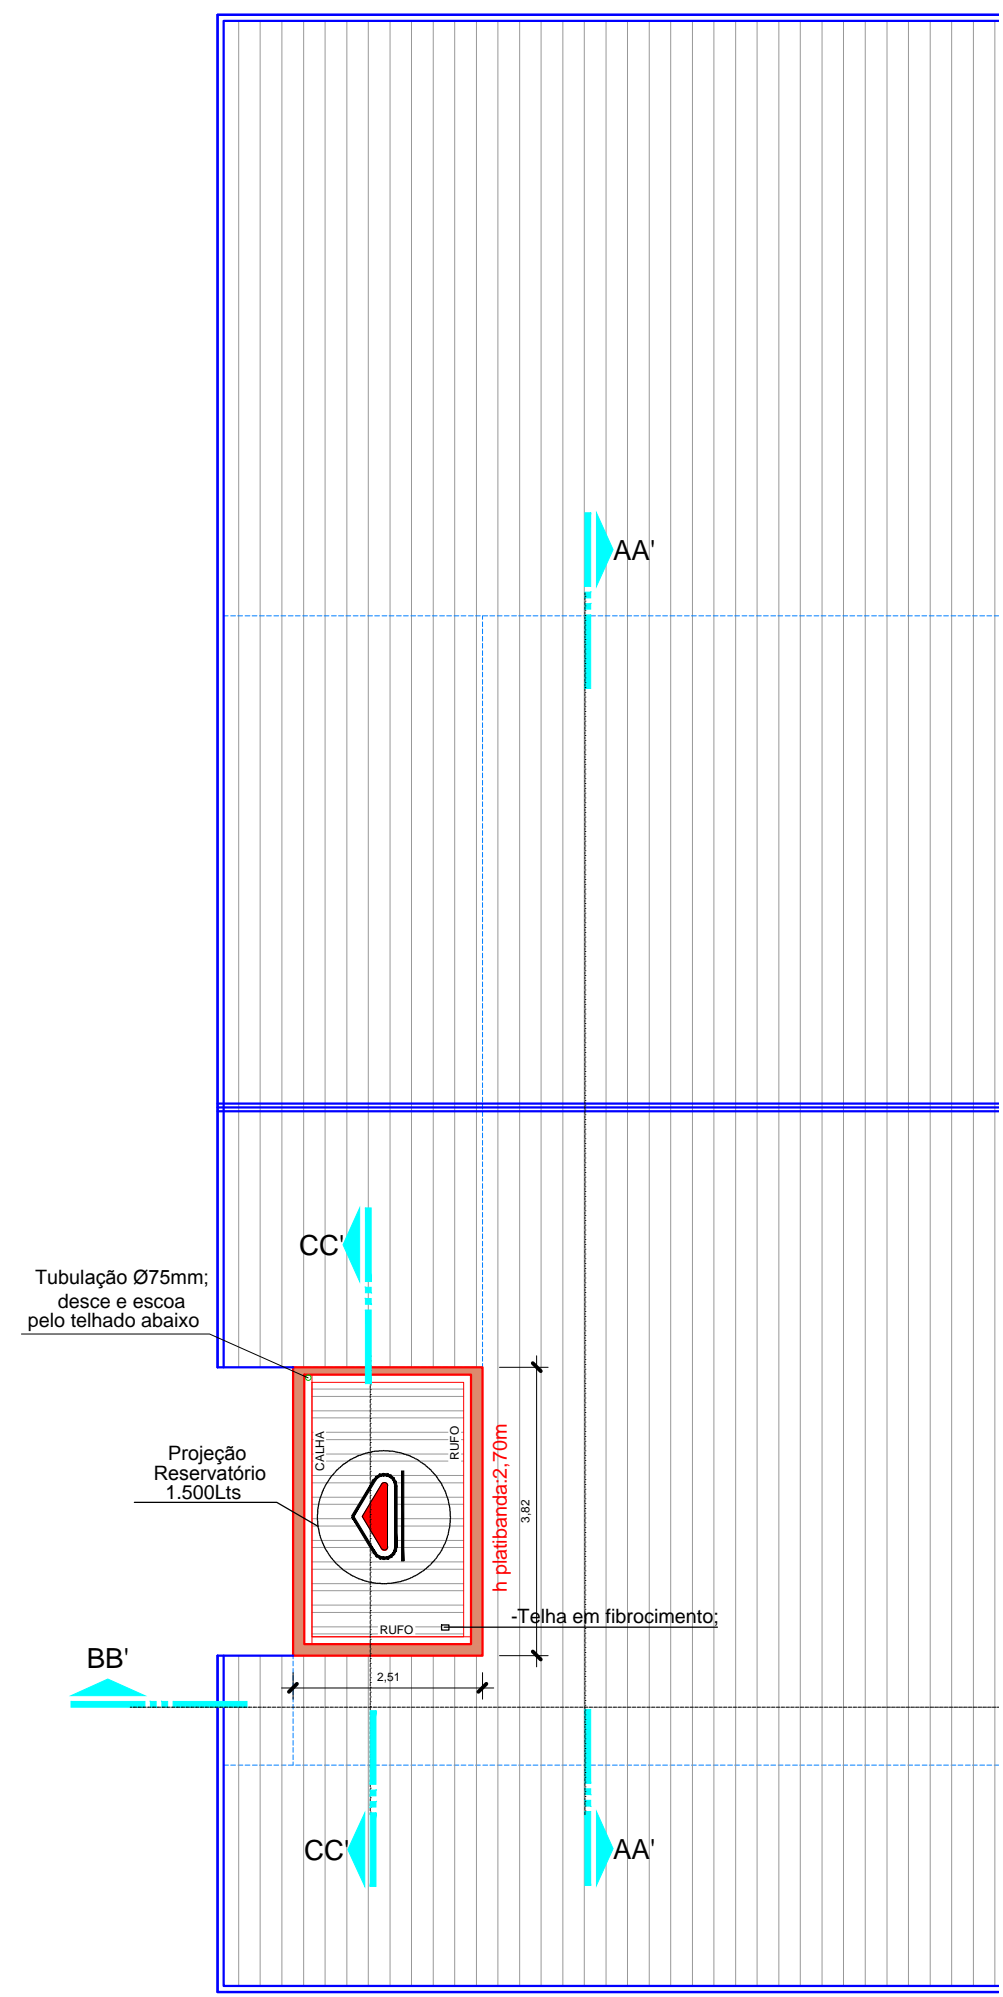 AA'
CC'
Tubulação Ø75mm;
desce e escoa
pelo telhado abaixo
CALHA
RUFO
Projeção
Reservatório
1.500Lts
h platibanda:2,70m
3,82
-Telha em fibrocimento;
RUFO
BB'
2,51
CC'
AA'